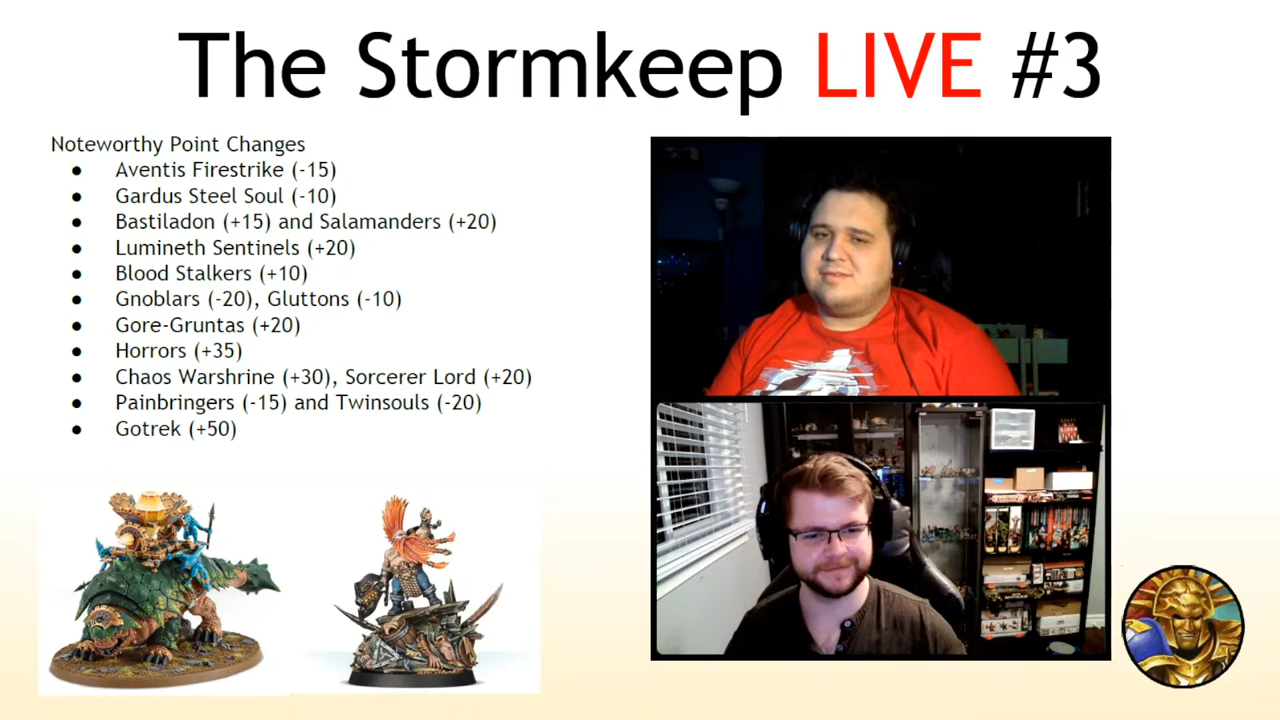 The Stormkeep LIVE #3
Noteworthy Point Changes
● Aventis Firestrike (-15)
● Gardus Steel Soul (-10)
● Bastiladon (+15) and Salamanders (+20)
● Lumineth Sentinels (+20)
● Blood Stalkers (+10)
● Gnoblars (-20), Gluttons (-10)
● Gore-Gruntas (+20)
● Horrors (+35)
● Chaos Warshrine (+30), Sorcerer Lord (+20)
● Painbringers (-15) and Twinsouls (-20)
● Gotrek (+50)